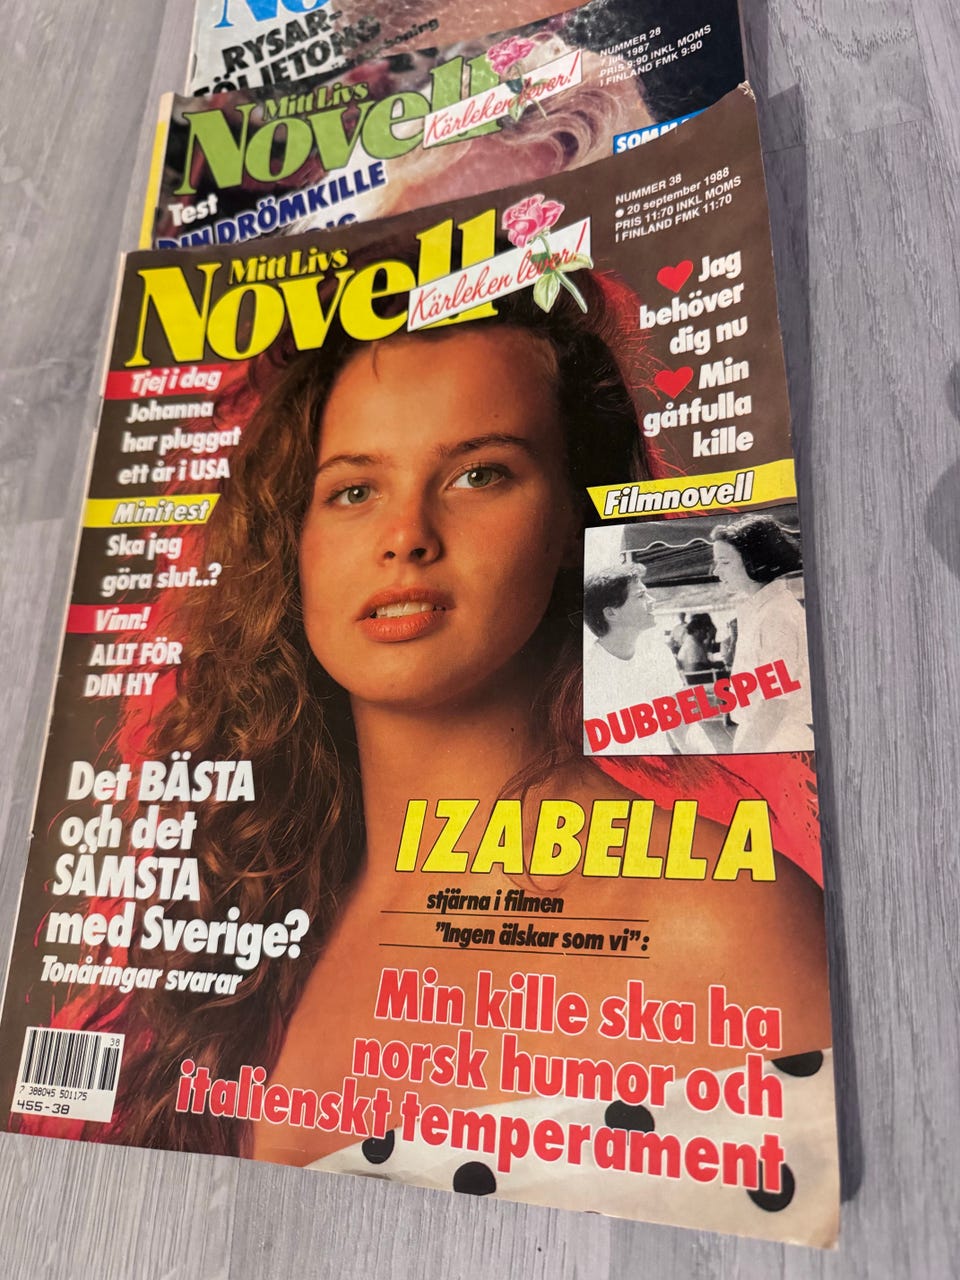 RYSAR-
Mitt Livs
Novell
Kärleken lever!
NUMMER 28
7 juli 1987
PRIS 9:90 INKL MOMS
I FINLAND FMK 9:90
Test
DIN DRÖMKILLE
Mitt Livs
Novell
Kärleken lever!
NUMMER 38
● 20 september 1988
PRIS 11:70 INKL MOMS
I FINLAND FMK 11:70
Jag
behöver
dig nu
Min
gåtfulla
kille
Tjej i dag
Johanna
har pluggat
ett år i USA
Minitest
Ska jag
göra slut..?
Vinn!
ALLT FÖR
DIN HY
Filmnovell
DUBBELSPEL
Det BÄSTA
och det
SÄMSTA
med Sverige?
Tonåringar svarar
IZABELLA
stjärna i filmen
"Ingen älskar som vi":
Min kille ska ha
norsk humor och
italienskt temperament
38
7 388045 501175
455-38